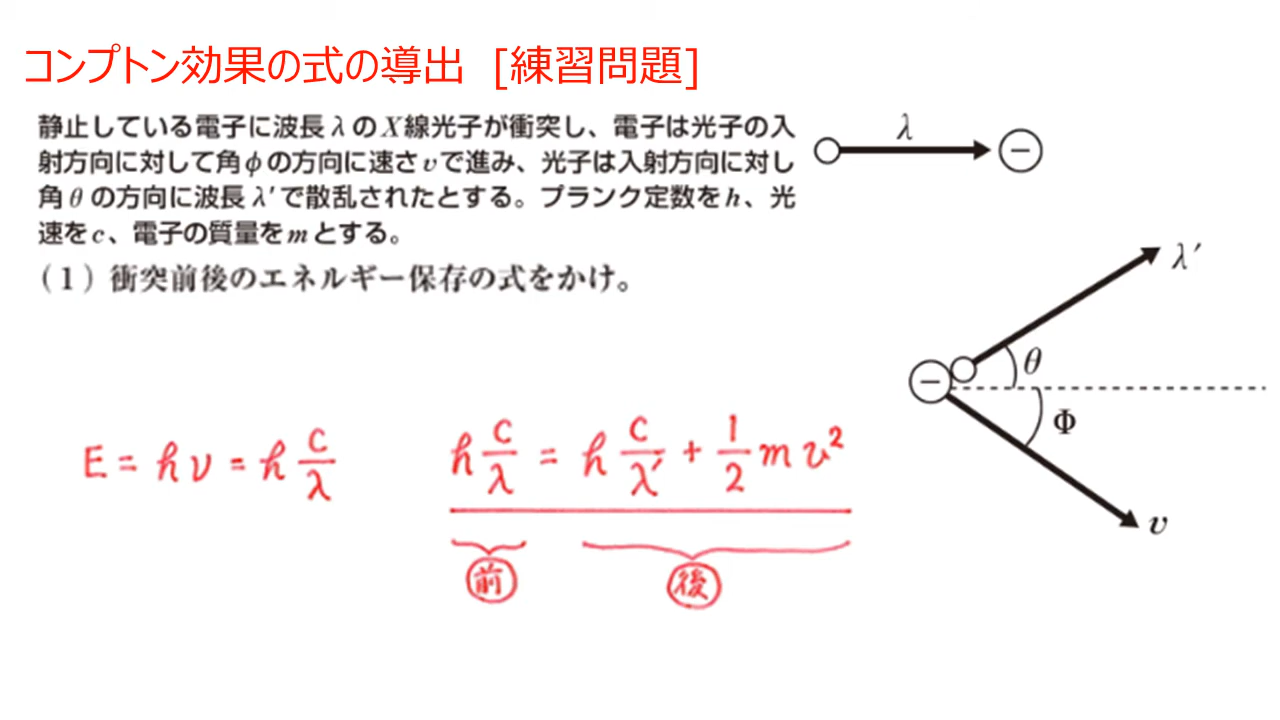 コンプトン効果の式の導出 [練習問題]
静止している電子に波長λのX線光子が衝突し、電子は光子の入
射方向に対して角φの方向に速さvで進み、光子は入射方向に対し
角θの方向に波長λ'で散乱されたとする。プランク定数をh、光
速をc、電子の質量をmとする。
(1)衝突前後のエネルギー保存の式をかけ。
λ
−
λ'
θ
−
Φ
v
E = hν = h c/λ
h c/λ = h c/λ' + 1/2 m v²
前
後